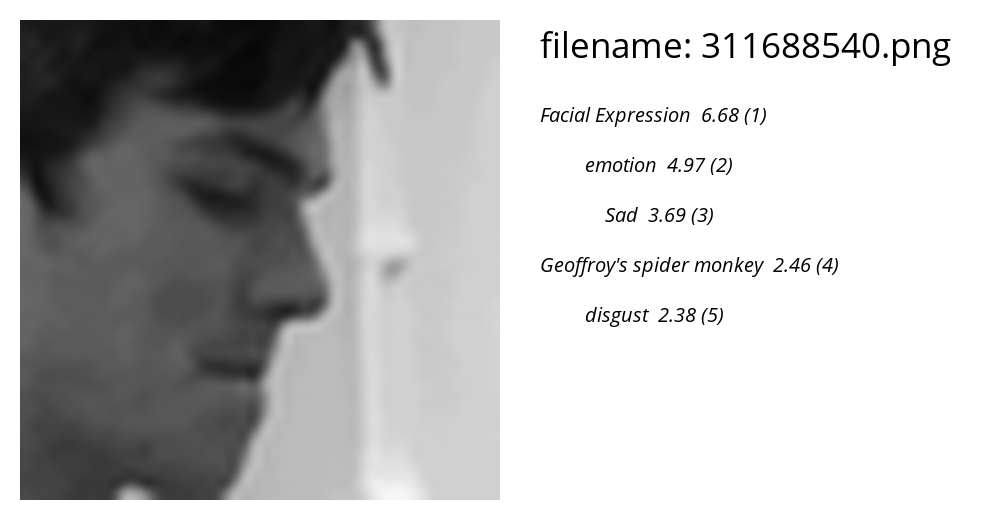 filename: 311688540.png
Facial Expression 6.68 (1)
emotion 4.97 (2)
Sad 3.69 (3)
Geoffroy's spider monkey 2.46 (4)
disgust 2.38 (5)